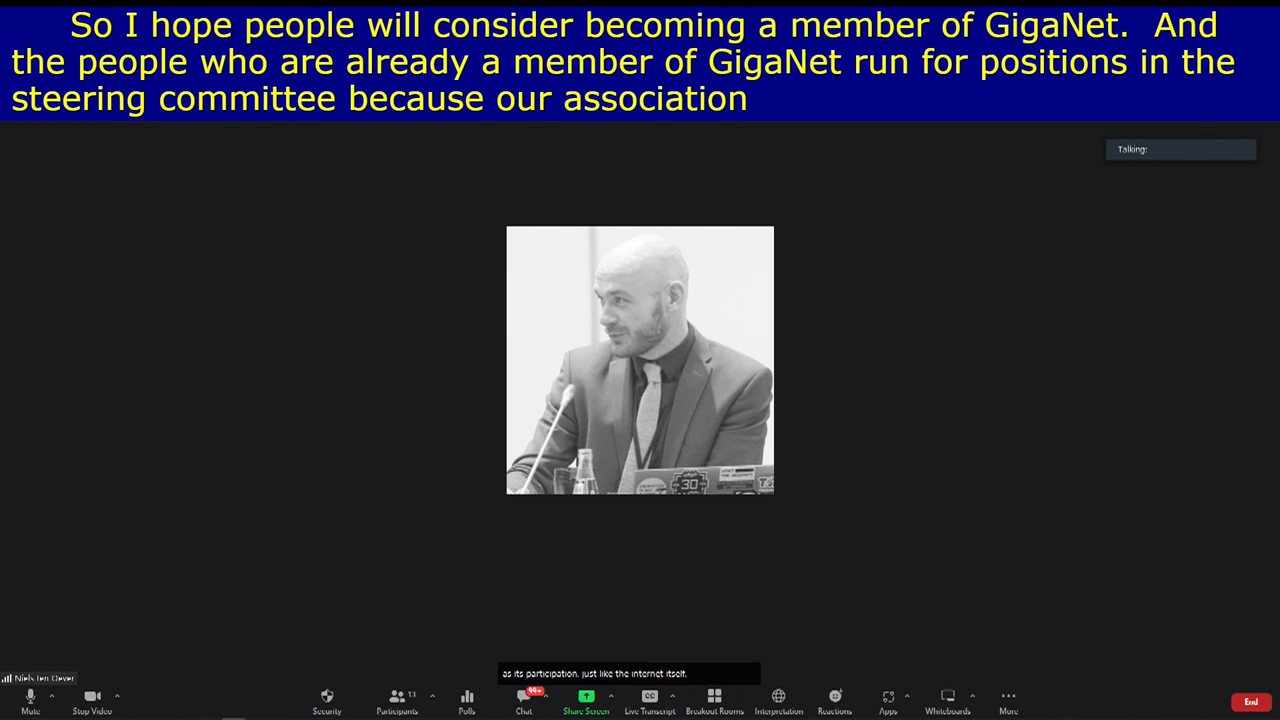 So I hope people will consider becoming a member of GigaNet.  And
the people who are already a member of GigaNet run for positions in the
steering committee because our association
Talking:
30
as its participation, just like the internet itself.
Niels ten Oever
99+
Mute
Stop Video
Security
Participants
Polls
Chat
Share Screen
Live Transcript
Breakout Rooms
Interpretation
Reactions
Apps
Whiteboards
More
End